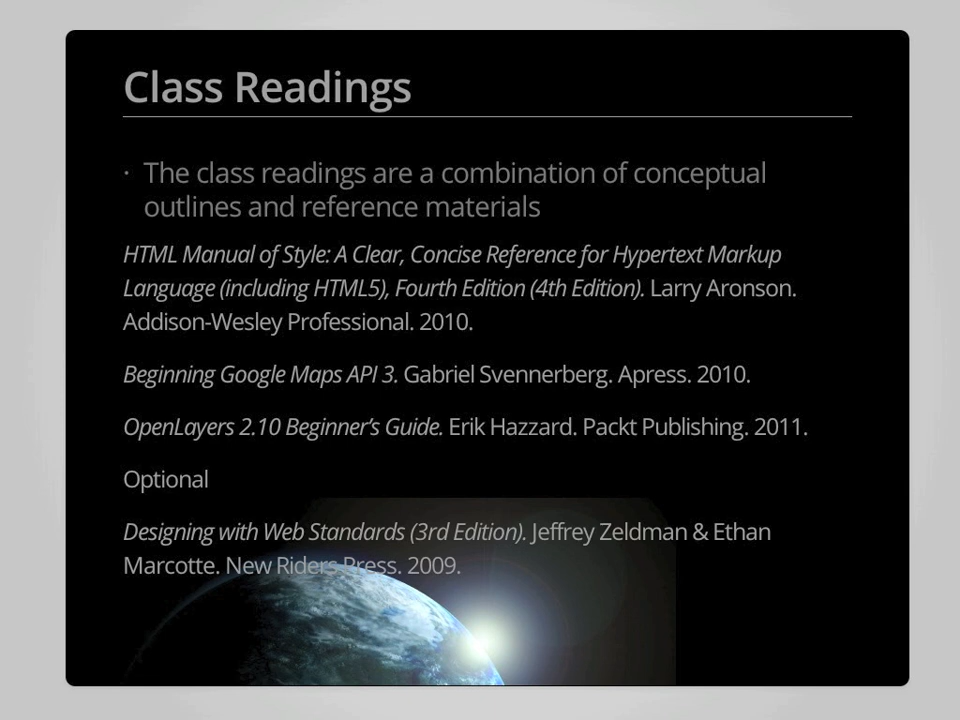 Class Readings
· The class readings are a combination of conceptual
outlines and reference materials
HTML Manual of Style: A Clear, Concise Reference for Hypertext Markup
Language (including HTML5), Fourth Edition (4th Edition). Larry Aronson.
Addison-Wesley Professional. 2010.
Beginning Google Maps API 3. Gabriel Svennerberg. Apress. 2010.
OpenLayers 2.10 Beginner's Guide. Erik Hazzard. Packt Publishing. 2011.
Optional
Designing with Web Standards (3rd Edition). Jeffrey Zeldman & Ethan
Marcotte. New Riders Press. 2009.